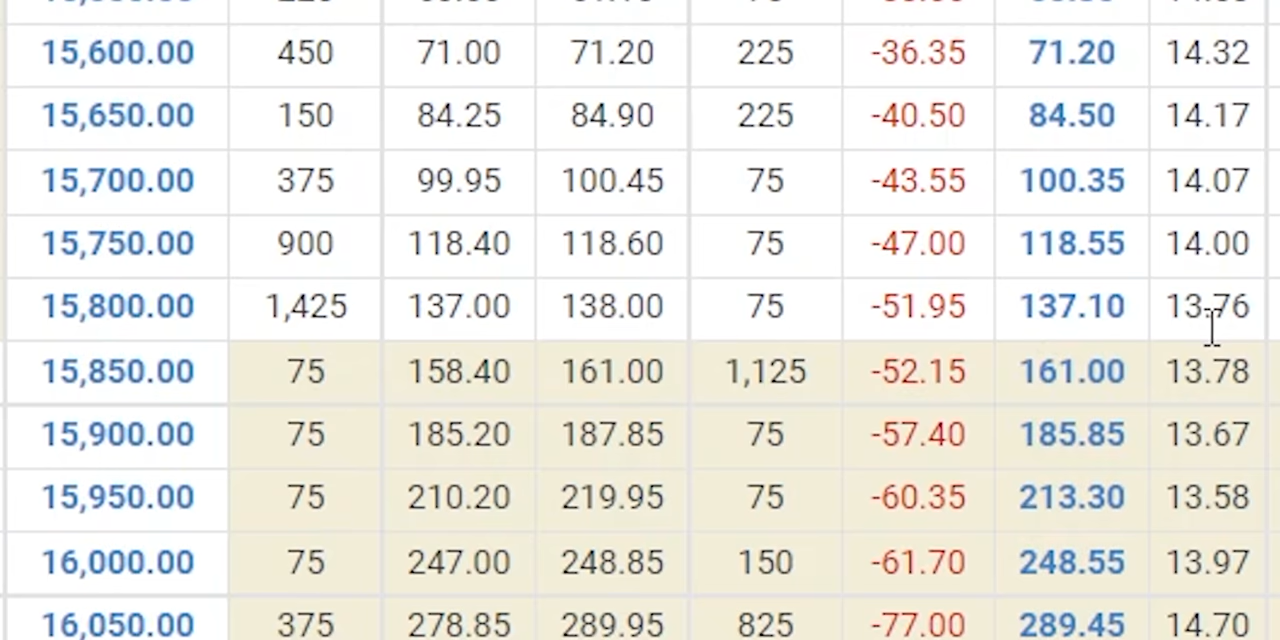 15,600.00 450 71.00 71.20 225 -36.35 71.20 14.32
15,650.00 150 84.25 84.90 225 -40.50 84.50 14.17
15,700.00 375 99.95 100.45 75 -43.55 100.35 14.07
15,750.00 900 118.40 118.60 75 -47.00 118.55 14.00
15,800.00 1,425 137.00 138.00 75 -51.95 137.10 13.76
15,850.00 75 158.40 161.00 1,125 -52.15 161.00 13.78
15,900.00 75 185.20 187.85 75 -57.40 185.85 13.67
15,950.00 75 210.20 219.95 75 -60.35 213.30 13.58
16,000.00 75 247.00 248.85 150 -61.70 248.55 13.97
16,050.00 375 278.85 289.95 825 -77.00 289.45 14.70